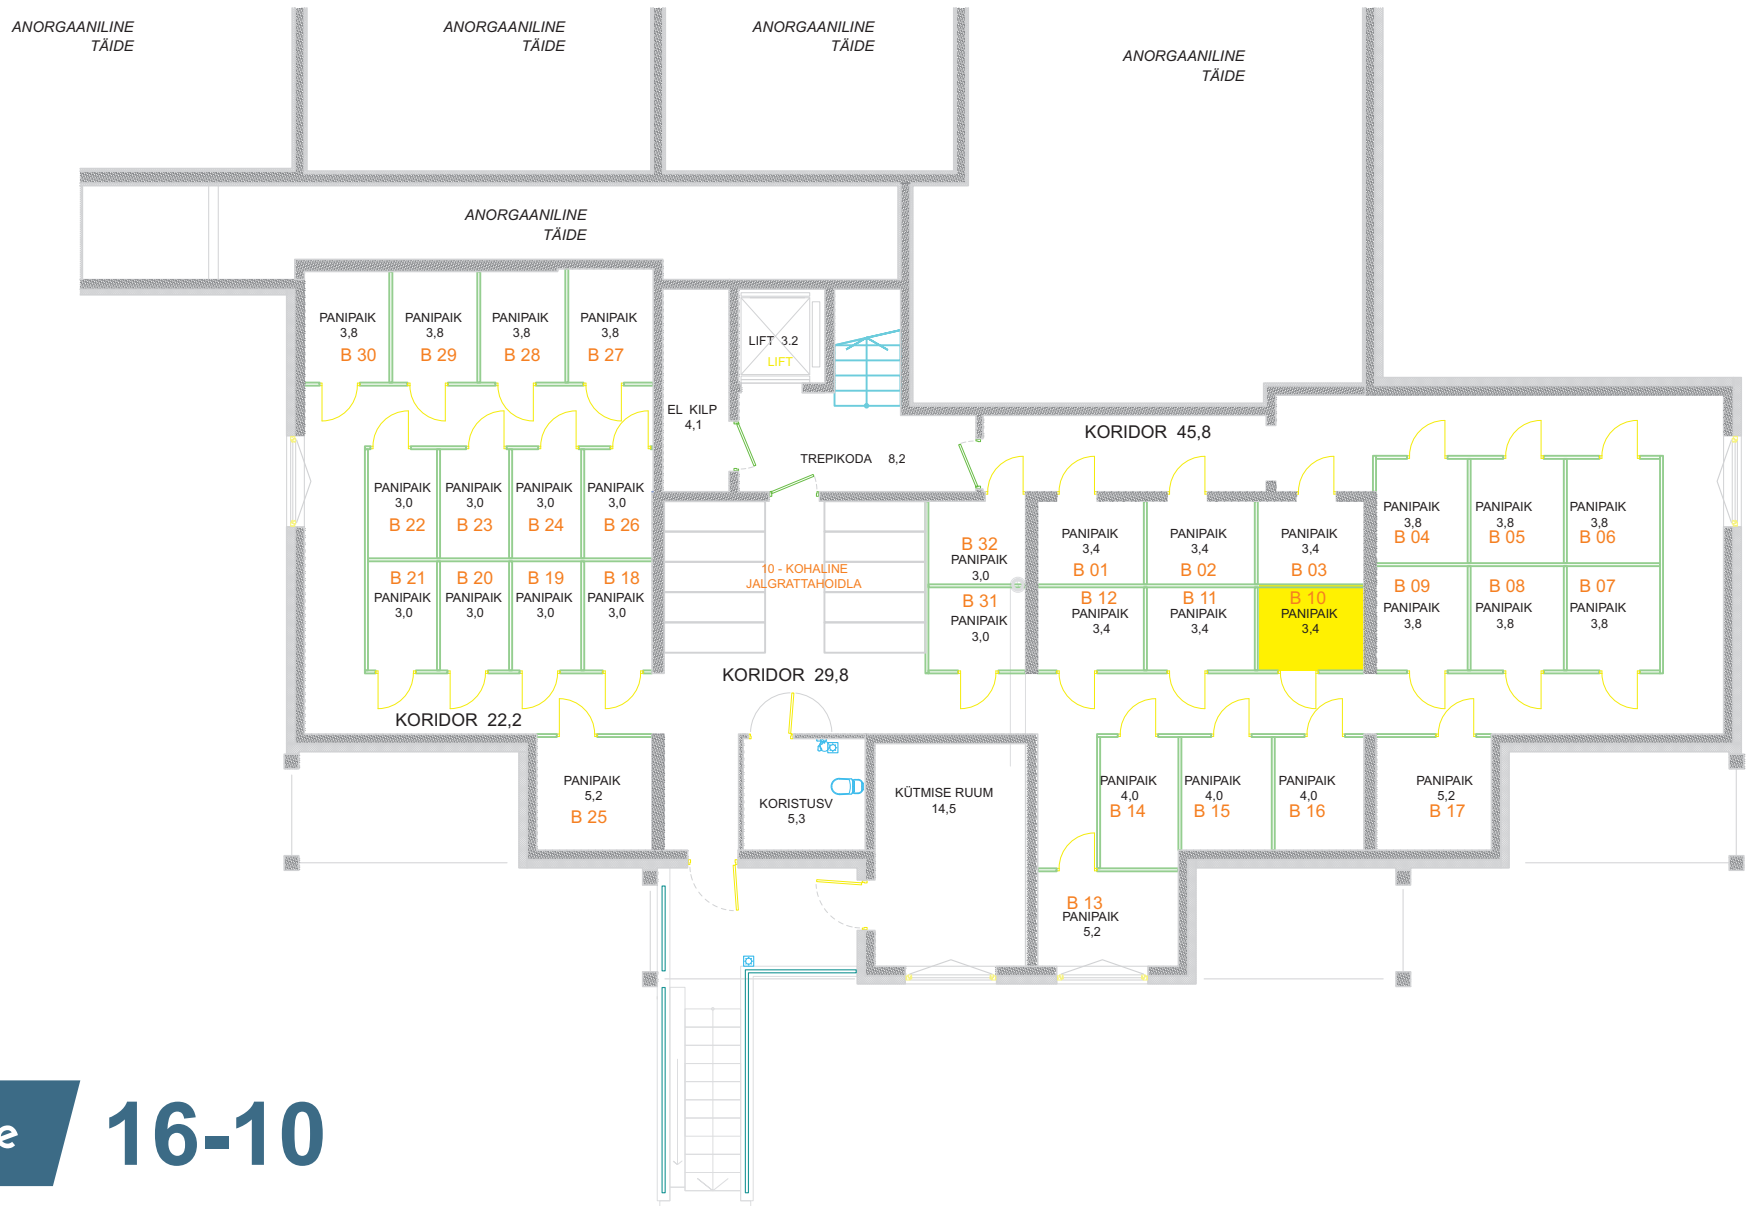 ANORGAANILINE
TÄIDE
ANORGAANILINE
TÄIDE
ANORGAANILINE
TÄIDE
ANORGAANILINE
TÄIDE
ANORGAANILINE
TÄIDE
PANIPAIK
3,8
B 30
PANIPAIK
3,8
B 29
PANIPAIK
3,8
B 28
PANIPAIK
3,8
B 27
LIFT 3.2
LIFT
EL KILP
4,1
TREPIKODA 8,2
KORIDOR 45,8
PANIPAIK
3,0
B 22
PANIPAIK
3,0
B 23
PANIPAIK
3,0
B 24
PANIPAIK
3,0
B 26
B 21
PANIPAIK
3,0
B 20
PANIPAIK
3,0
B 19
PANIPAIK
3,0
B 18
PANIPAIK
3,0
10 - KOHALINE
JALGRATTAHOIDLA
B 32
PANIPAIK
3,0
B 31
PANIPAIK
3,0
PANIPAIK
3,4
B 01
PANIPAIK
3,4
B 02
PANIPAIK
3,4
B 03
PANIPAIK
3,8
B 04
PANIPAIK
3,8
B 05
PANIPAIK
3,8
B 06
B 12
PANIPAIK
3,4
B 11
PANIPAIK
3,4
B 10
PANIPAIK
3,4
B 09
PANIPAIK
3,8
B 08
PANIPAIK
3,8
B 07
PANIPAIK
3,8
KORIDOR 29,8
KORIDOR 22,2
PANIPAIK
5,2
B 25
KORISTUSV
5,3
KÜTMISE RUUM
14,5
PANIPAIK
4,0
B 14
PANIPAIK
4,0
B 15
PANIPAIK
4,0
B 16
PANIPAIK
5,2
B 17
B 13
PANIPAIK
5,2
e
16-10